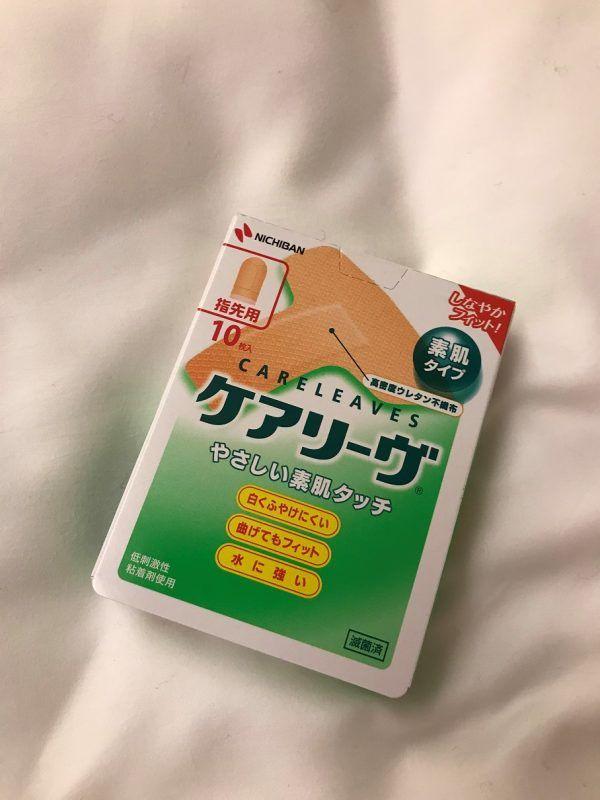 NICHIBAN
指先用
10枚入
しなやか
フィット!
素肌
タイプ
高密度ウレタン不織布
CARELEAVES
ケアリーヴ®
やさしい素肌タッチ
白くふやけにくい
曲げてもフィット
水に強い
低刺激性
粘着剤使用
滅菌済